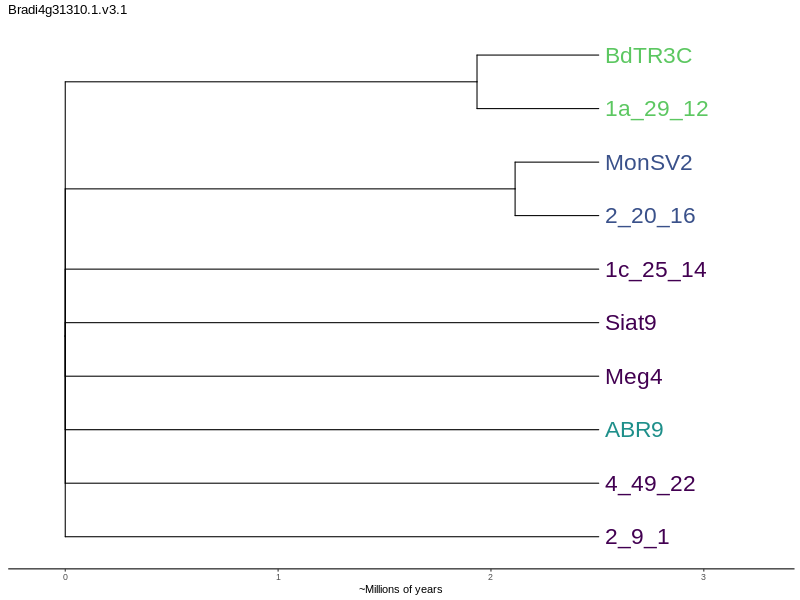 Bradi4g31310.1.v3.1
BdTR3C
1a_29_12
MonSV2
2_20_16
1c_25_14
Siat9
Meg4
ABR9
4_49_22
2_9_1
0 1 2 3
~Millions of years